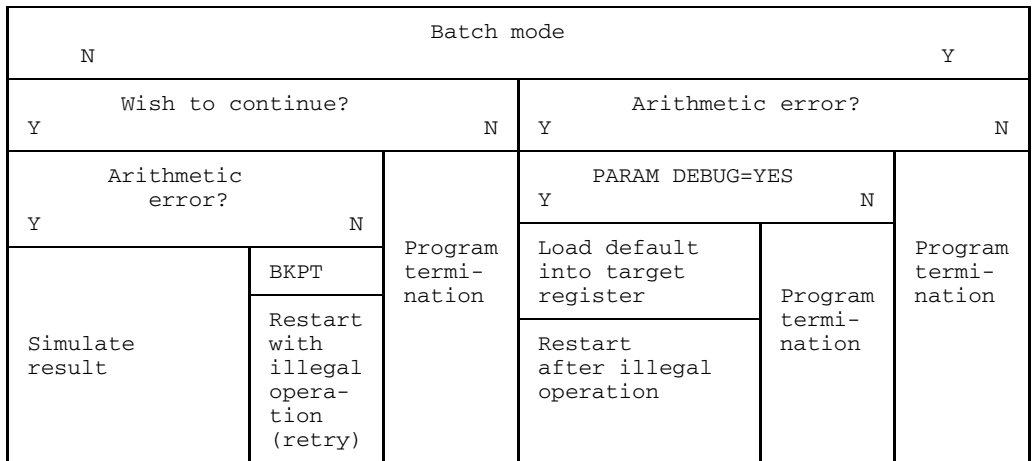 Batch mode
N Y
Wish to continue?
Y N
Arithmetic error?
Y N
Arithmetic
error?
Y N
PARAM DEBUG=YES
Y N
Simulate
result
BKPT
Restart
with
illegal
opera-
tion
(retry)
Program
termi-
nation
Load default
into target
register
Restart
after illegal
operation
Program
termi-
nation
Program
termi-
nation